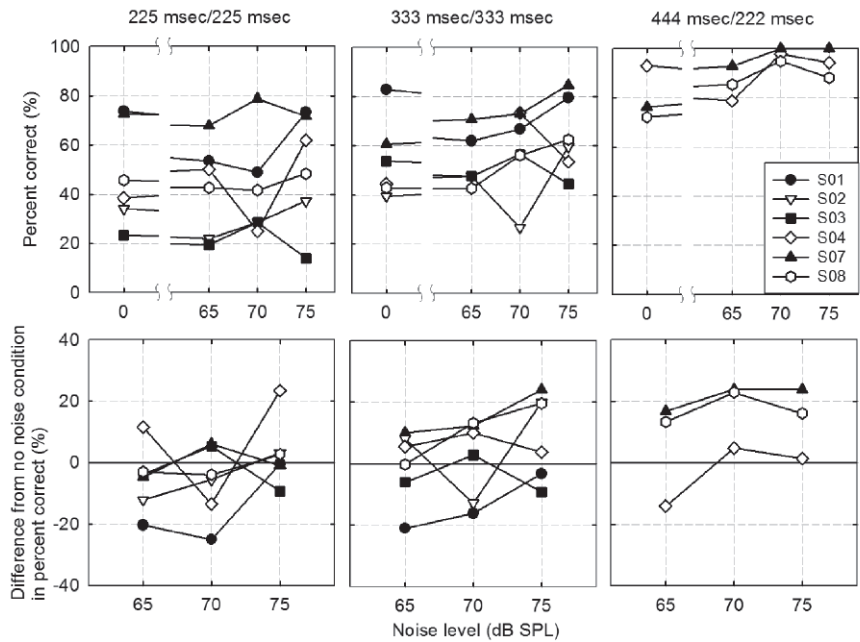 225 msec/225 msec 333 msec/333 msec 444 msec/222 msec
Percent correct (%)
100
80
60
40
20
0
S01
S02
S03
S04
S07
S08
0 65 70 75 0 65 70 75 0 65 70 75
Difference from no noise condition
in percent correct (%)
40
20
0
-20
-40
65 70 75 65 70 75 65 70 75
Noise level (dB SPL)